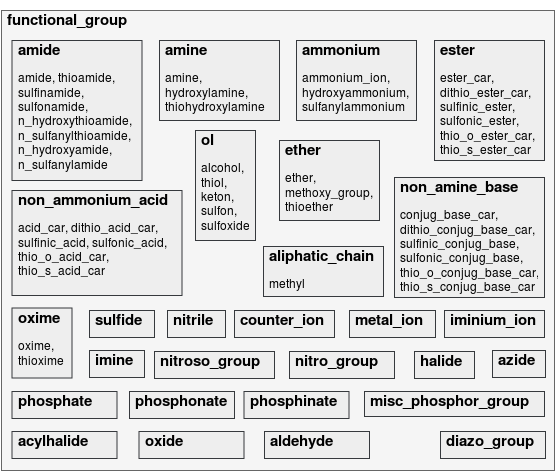 functional_group
amide
amide, thioamide,
sulfinamide,
sulfonamide,
n_hydroxythioamide,
n_sulfanylthioamide,
n_hydroxyamide,
n_sulfanylamide
amine
amine,
hydroxylamine,
thiohydroxylamine
ammonium
ammonium_ion,
hydroxyammonium,
sulfanylammonium
ester
ester_car,
dithio_ester_car,
sulfinic_ester,
sulfonic_ester,
thio_o_ester_car,
thio_s_ester_car
ol
alcohol,
thiol,
keton,
sulfon,
sulfoxide
ether
ether,
methoxy_group,
thioether
non_ammonium_acid
acid_car, dithio_acid_car,
sulfinic_acid, sulfonic_acid,
thio_o_acid_car,
thio_s_acid_car
non_amine_base
conjug_base_car,
dithio_conjug_base_car,
sulfinic_conjug_base,
sulfonic_conjug_base,
thio_o_conjug_base_car,
thio_s_conjug_base_car
aliphatic_chain
methyl
oxime
oxime,
thioxime
sulfide
nitrile
counter_ion
metal_ion
iminium_ion
imine
nitroso_group
nitro_group
halide
azide
phosphate
phosphonate
phosphinate
misc_phosphor_group
acylhalide
oxide
aldehyde
diazo_group